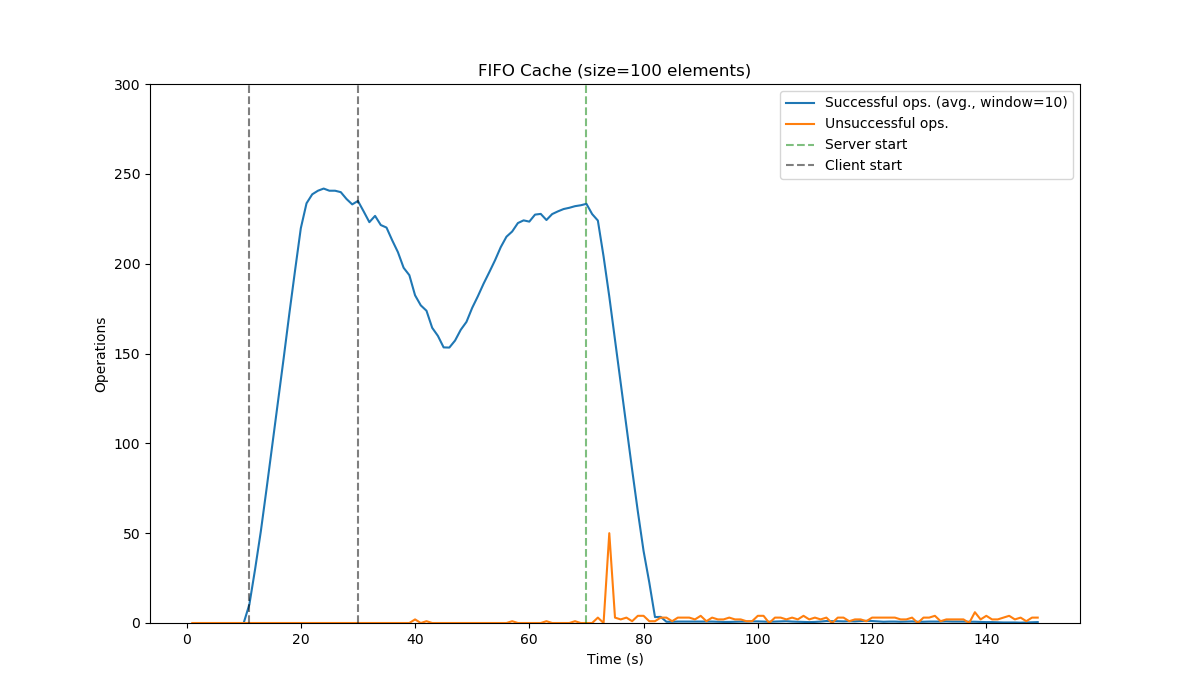 FIFO Cache (size=100 elements)
Successful ops. (avg., window=10)
Unsuccessful ops.
Server start
Client start
Operations
300
250
200
150
100
50
0
0 20 40 60 80 100 120 140
Time (s)